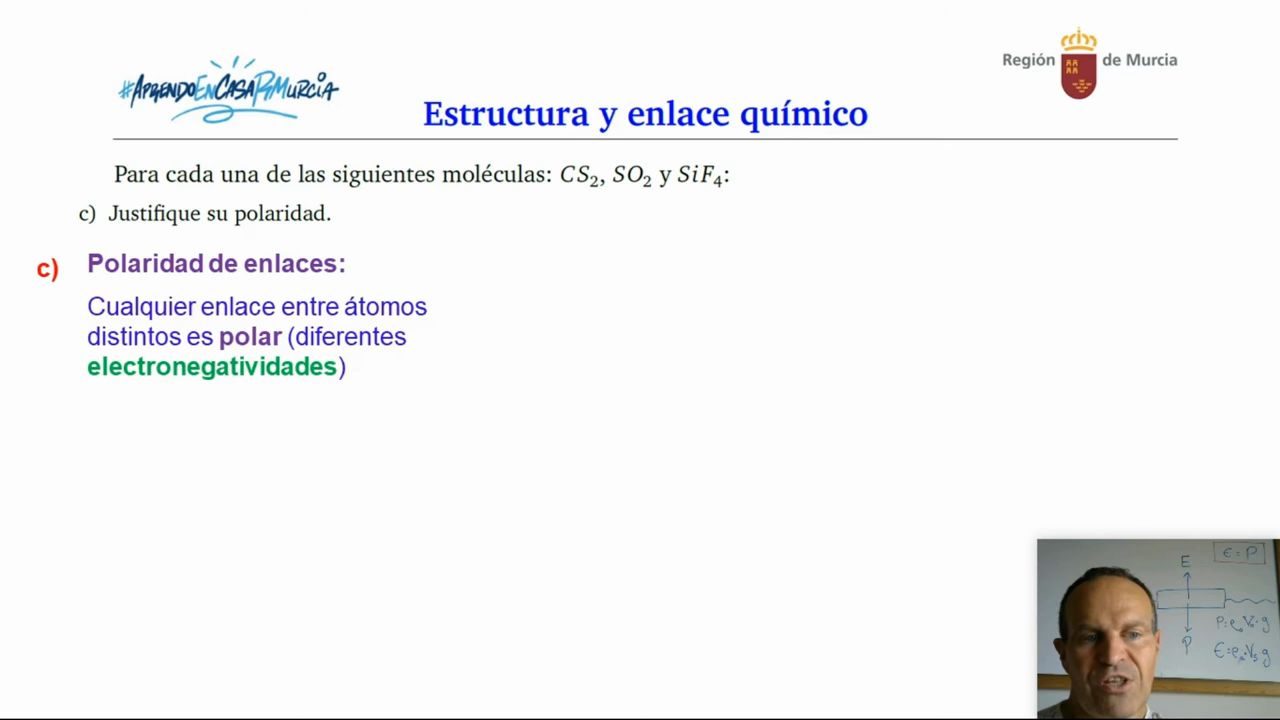 #APRENDOENCASARMURCIA
Región de Murcia
Estructura y enlace químico
Para cada una de las siguientes moléculas: CS₂, SO₂ y SiF₄:
c) Justifique su polaridad.
c) Polaridad de enlaces:
Cualquier enlace entre átomos
distintos es polar (diferentes
electronegatividades)
E = P
E
P